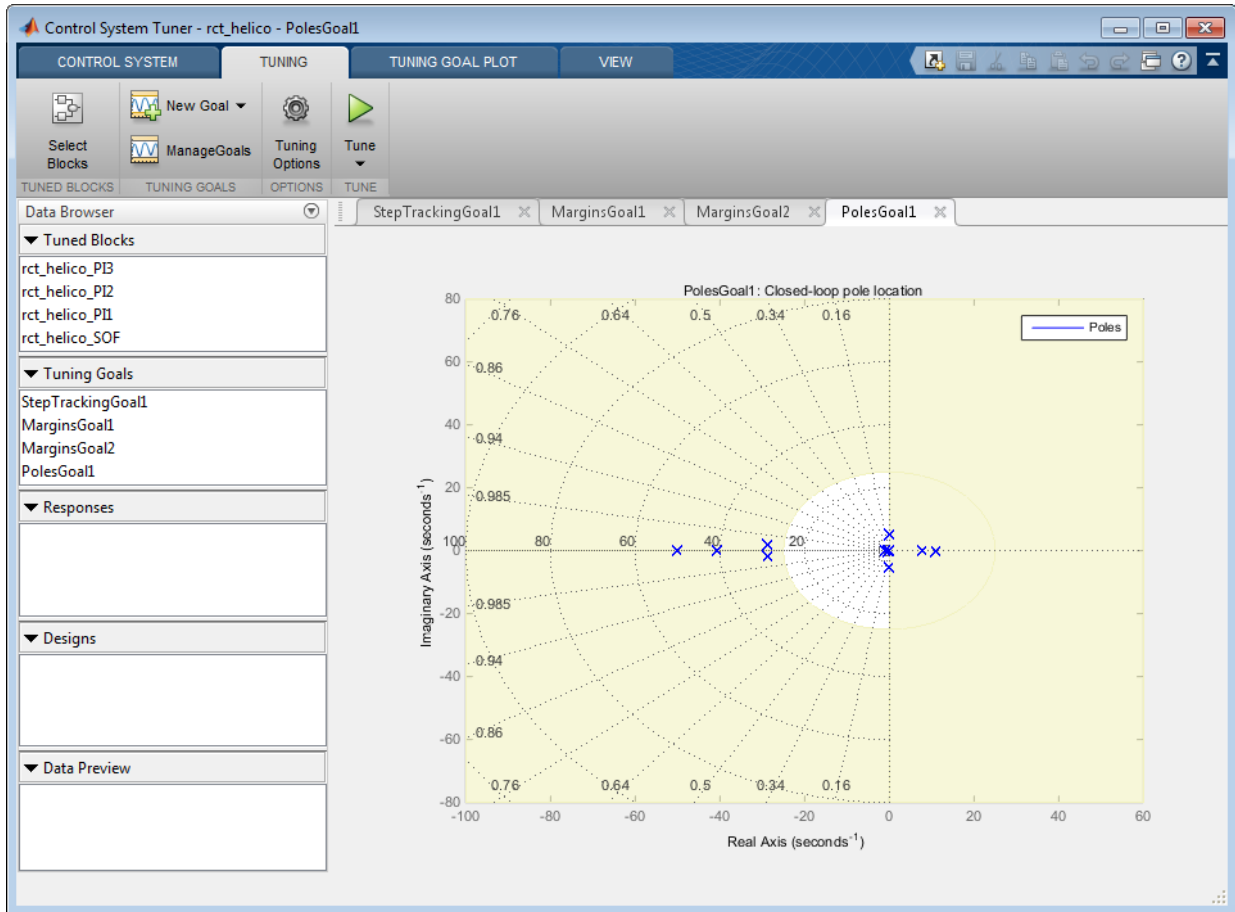 Control System Tuner - rct_helico - PolesGoal1
CONTROL SYSTEM TUNING TUNING GOAL PLOT VIEW
New Goal
ManageGoals
Select
Blocks
Tuning
Options
Tune
TUNED BLOCKS TUNING GOALS OPTIONS TUNE
Data Browser
StepTrackingGoal1 MarginsGoal1 MarginsGoal2 PolesGoal1
Tuned Blocks
rct_helico_PI3
rct_helico_PI2
rct_helico_PI1
rct_helico_SOF
Tuning Goals
StepTrackingGoal1
MarginsGoal1
MarginsGoal2
PolesGoal1
Responses
Designs
Data Preview
PolesGoal1: Closed-loop pole location
Poles
80
60
40
20
0
-20
-40
-60
-80
Imaginary Axis (seconds⁻¹)
0.76 0.64 0.5 0.34 0.16
0.86
0.94
0.985
100 80 60 40 20
0.985
0.94
0.86
0.76 0.64 0.5 0.34 0.16
-100 -80 -60 -40 -20 0 20 40 60
Real Axis (seconds⁻¹)